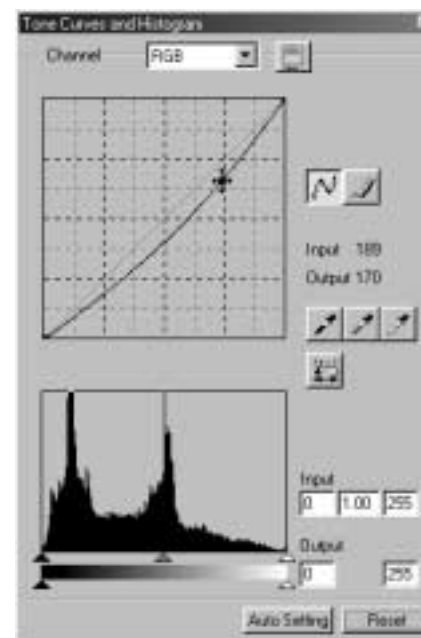 Tone Curves and Histogram
Channel RGB
Input 189
Output 170
Input
0 1.00 255
Output
0 255
Auto Setting Reset